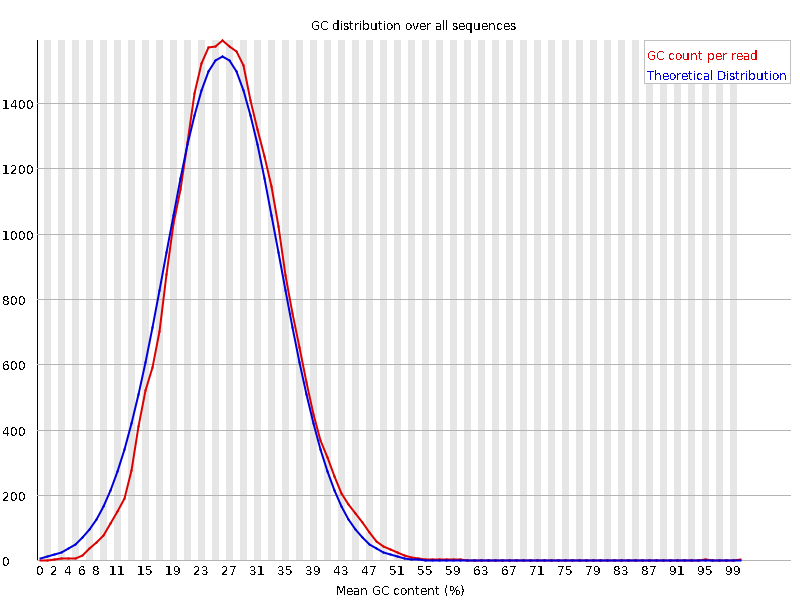 GC distribution over all sequences
GC count per read
Theoretical Distribution
1400
1200
1000
800
600
400
200
0
0 2 4 6 8 11 15 19 23 27 31 35 39 43 47 51 55 59 63 67 71 75 79 83 87 91 95 99
Mean GC content (%)